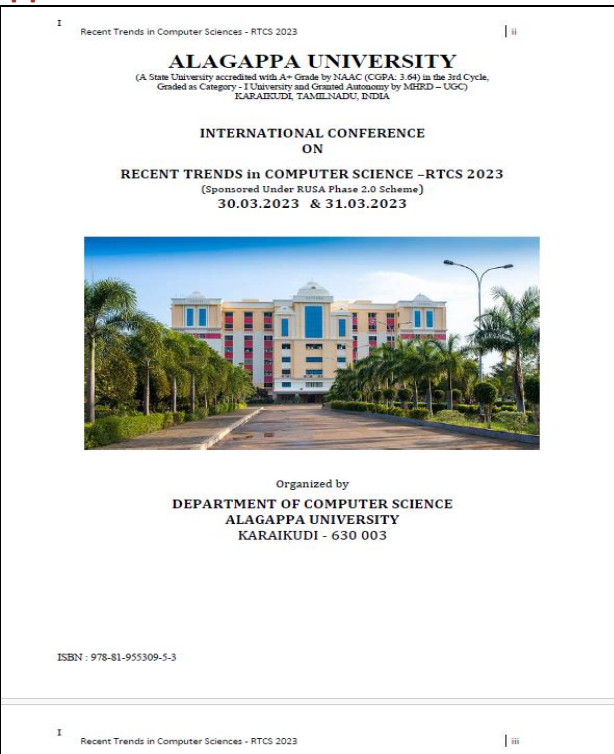 I
Recent Trends in Computer Sciences - RTCS 2023 | ii
ALAGAPPA UNIVERSITY
(A State University accredited with A+ Grade by NAAC (CGPA: 3.64) in the 3rd Cycle,
Graded as Category - I University and Granted Autonomy by MHRD – UGC)
KARAIKUDI, TAMILNADU, INDIA
INTERNATIONAL CONFERENCE
ON
RECENT TRENDS in COMPUTER SCIENCE –RTCS 2023
(Sponsored Under RUSA Phase 2.0 Scheme)
30.03.2023 & 31.03.2023
Organized by
DEPARTMENT OF COMPUTER SCIENCE
ALAGAPPA UNIVERSITY
KARAIKUDI - 630 003
ISBN : 978-81-955309-5-3
I
Recent Trends in Computer Sciences - RTCS 2023 | iii